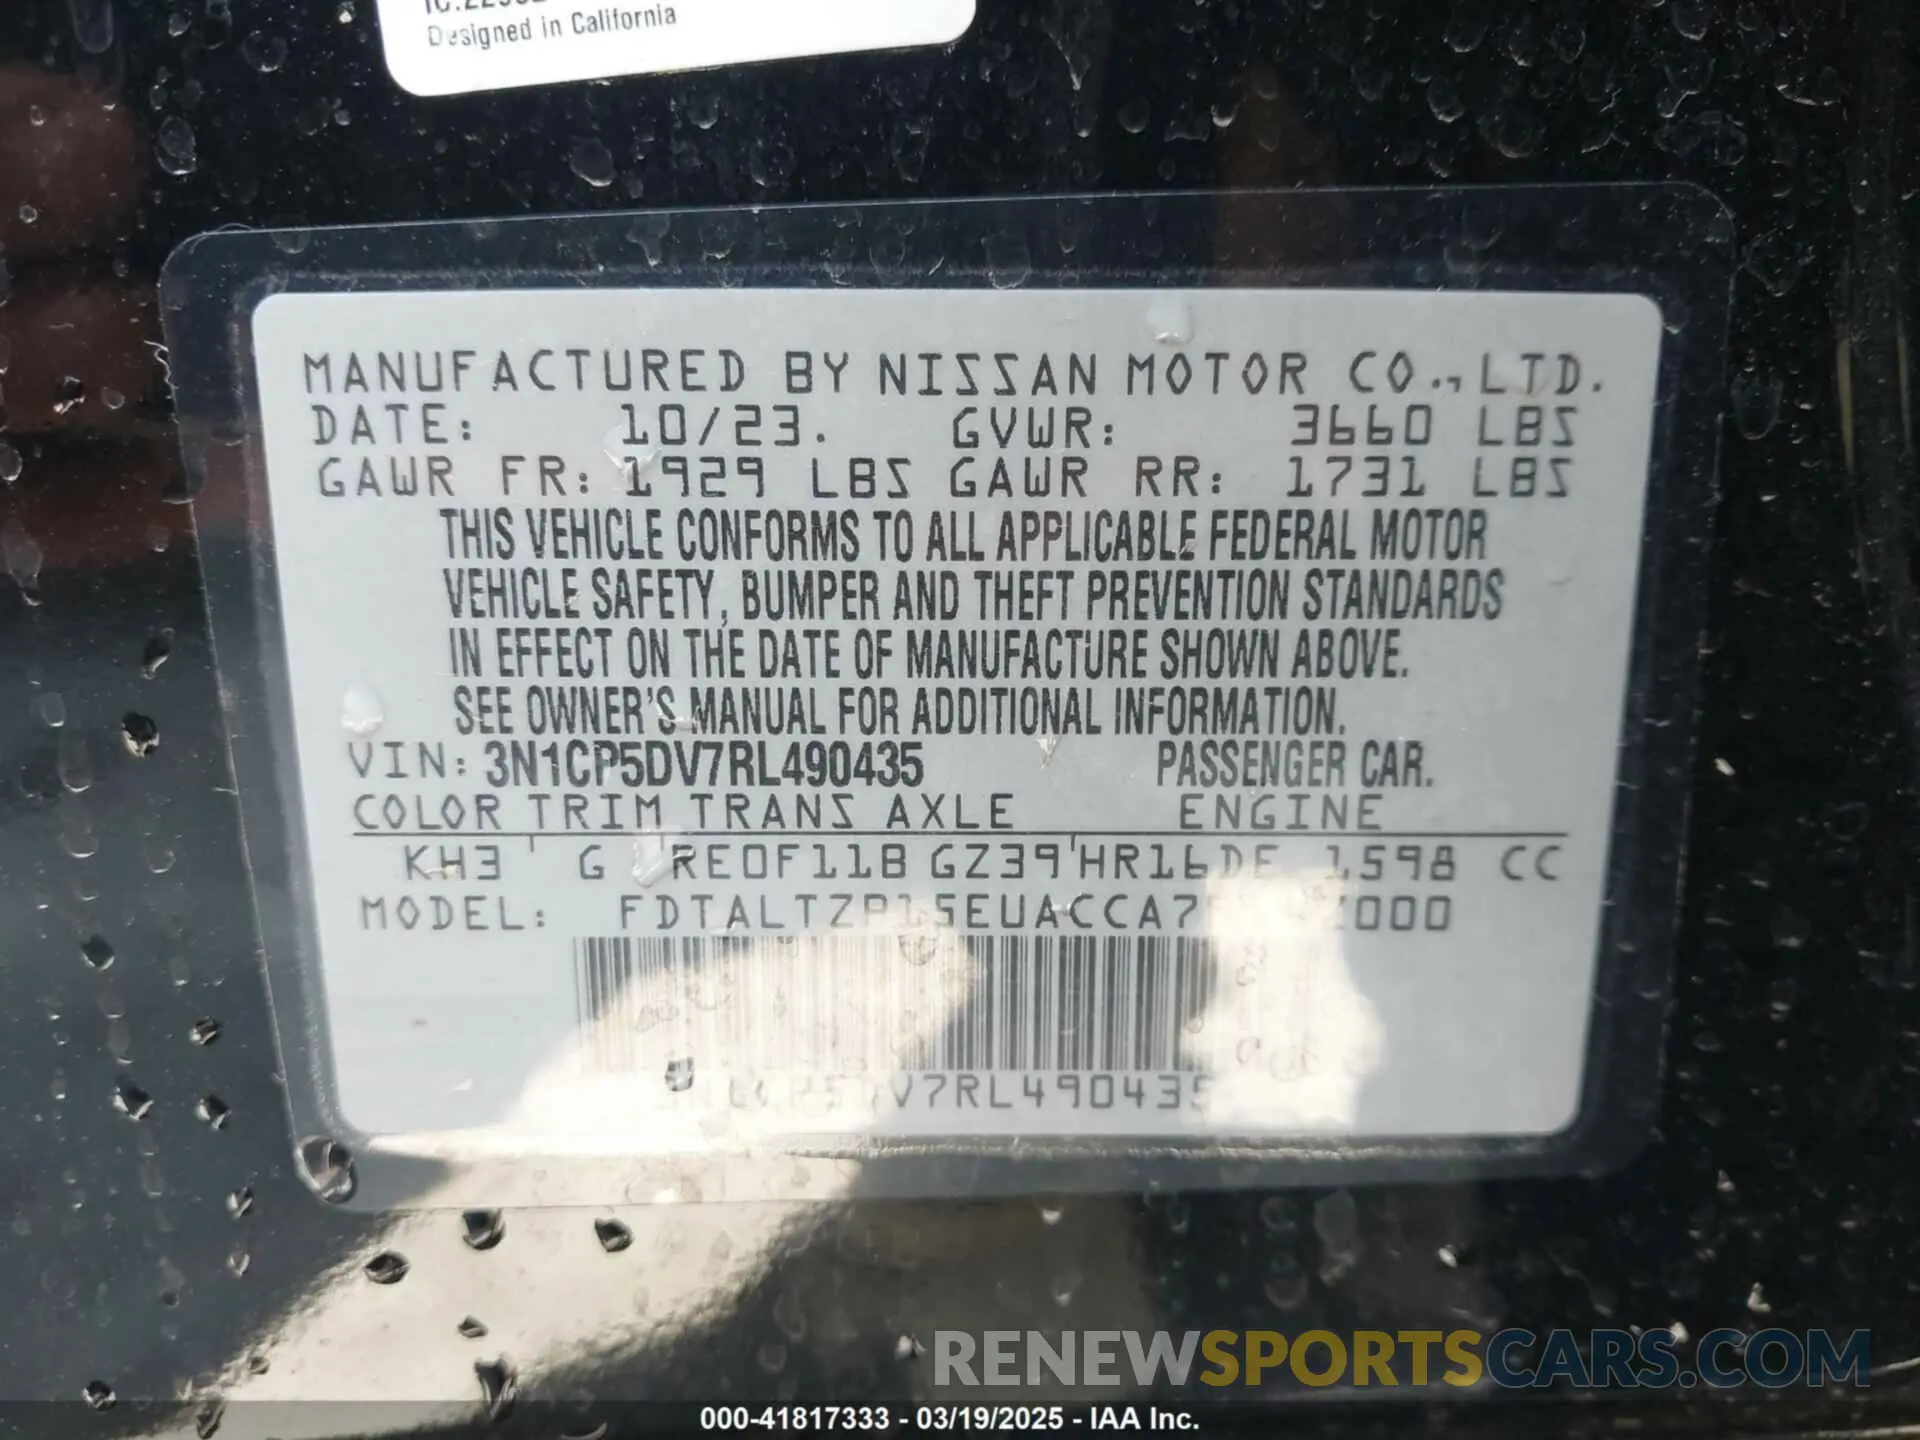 Designed in California
MANUFACTURED BY NISSAN MOTOR CO., LTD.
DATE: 10/23. GVWR: 3660 LBS
GAWR FR: 1929 LBS GAWR RR: 1731 LBS
THIS VEHICLE CONFORMS TO ALL APPLICABLE FEDERAL MOTOR
VEHICLE SAFETY, BUMPER AND THEFT PREVENTION STANDARDS
IN EFFECT ON THE DATE OF MANUFACTURE SHOWN ABOVE.
SEE OWNER'S MANUAL FOR ADDITIONAL INFORMATION.
VIN: 3N1CP5DV7RL490435 PASSENGER CAR.
COLOR TRIM TRANS AXLE ENGINE
KH3 G RE0F11B GZ39 HR16DE 1598 CC
MODEL:
3N1CP5DV7RL490435
RENEWSPORTSCARS.COM
000-41817333 - 03/19/2025 - IAA Inc.